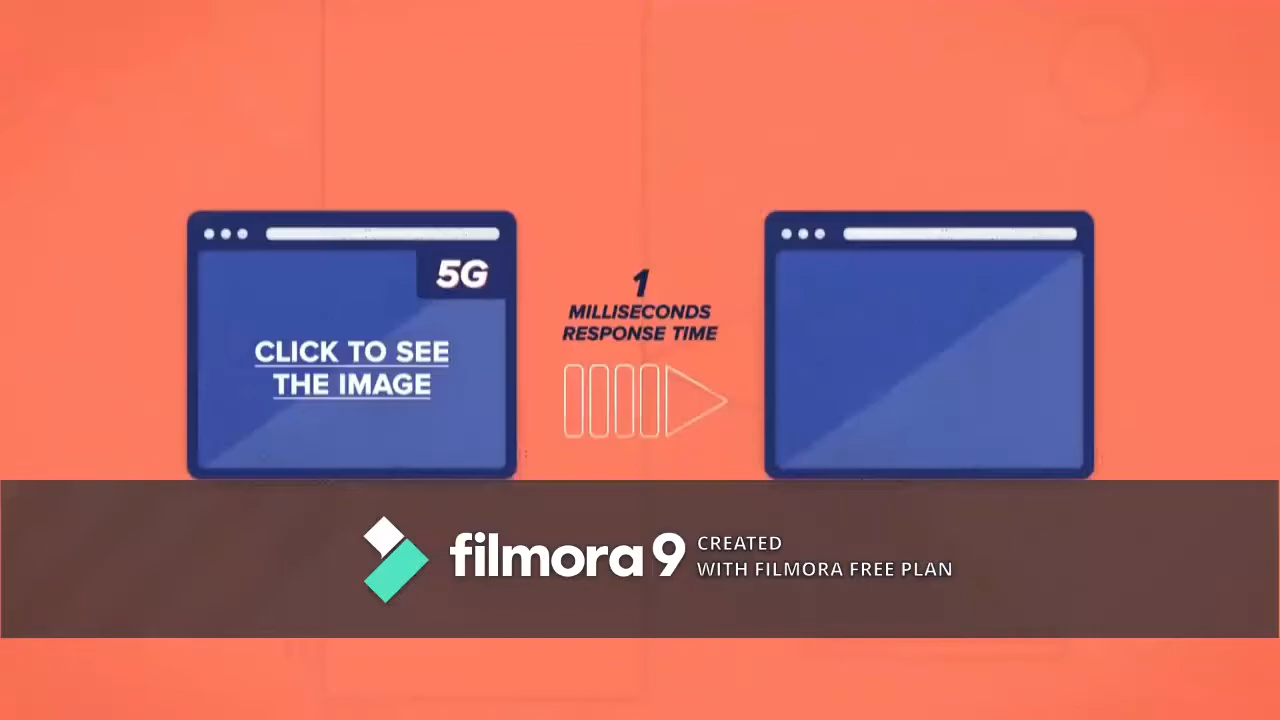 5G
CLICK TO SEE
THE IMAGE
1
MILLISECONDS
RESPONSE TIME
filmora 9
CREATED
WITH FILMORA FREE PLAN